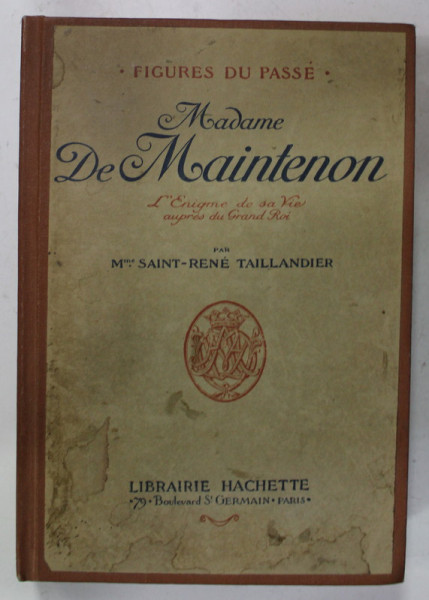 · FIGURES DU PASSÉ ·
Madame
De Maintenon
L'Enigme de sa Vie
auprès du Grand Roi
PAR
Mme SAINT-RENÉ TAILLANDIER
LIBRAIRIE HACHETTE
·79· Boulevard St GERMAIN · PARIS ·